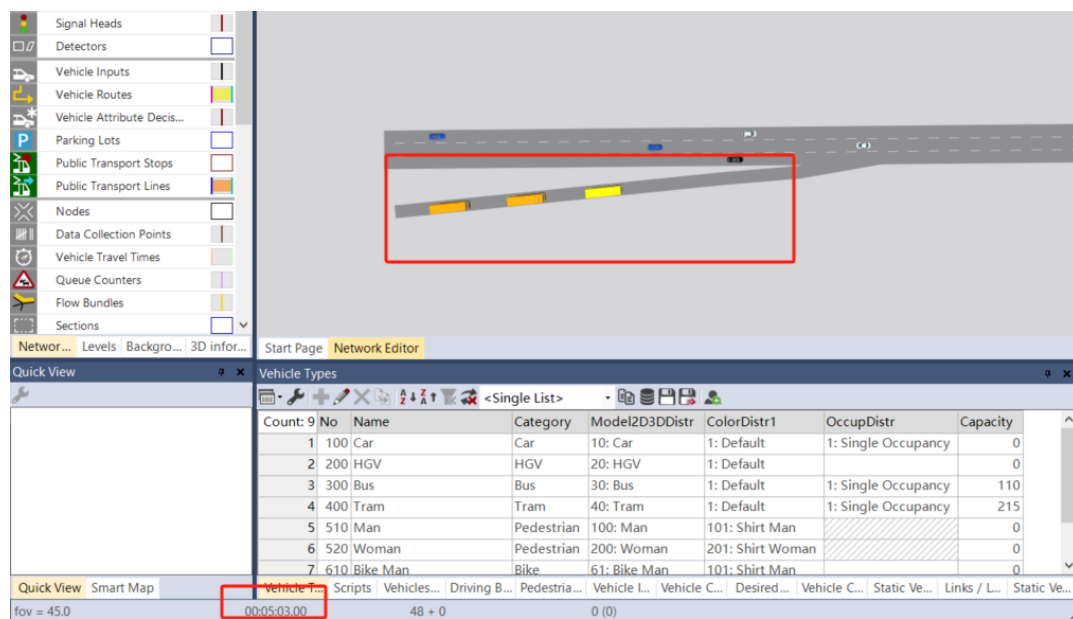 Signal Heads
Detectors
Vehicle Inputs
Vehicle Routes
Vehicle Attribute Decis...
P Parking Lots
Public Transport Stops
Public Transport Lines
Nodes
Data Collection Points
Vehicle Travel Times
Queue Counters
Flow Bundles
Sections
Networ... Levels Backgro... 3D infor...
Start Page Network Editor
Quick View
Vehicle Types
<Single List>
Count: 9 No Name Category Model2D3DDistr ColorDistr1 OccupDistr Capacity
1 100 Car Car 10: Car 1: Default 1: Single Occupancy 0
2 200 HGV HGV 20: HGV 1: Default 0
3 300 Bus Bus 30: Bus 1: Default 1: Single Occupancy 110
4 400 Tram Tram 40: Tram 1: Default 1: Single Occupancy 215
5 510 Man Pedestrian 100: Man 101: Shirt Man 0
6 520 Woman Pedestrian 200: Woman 201: Shirt Woman 0
7 610 Bike Man Bike 61: Bike Man 101: Shirt Man 0
Quick View Smart Map
Vehicle T... Scripts Vehicles... Driving B... Pedestria... Vehicle I... Vehicle C... Desired... Vehicle C... Static Ve... Links / L... Static Ve...
fov = 45.0 00:05:03.00 48 + 0 0 (0)